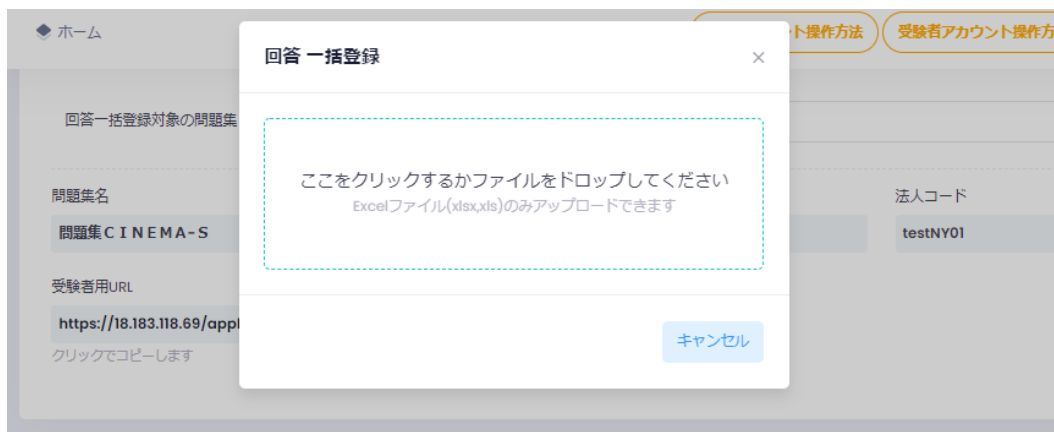 ホーム
ト操作方法
受験者アカウント操作方
回答 一括登録
×
回答一括登録対象の問題集
ここをクリックするかファイルをドロップしてください
Excelファイル(xlsx,xls)のみアップロードできます
問題集名
法人コード
問題集CINEMA-S
testNY01
受験者用URL
https://18.183.118.69/appl
クリックでコピーします
キャンセル